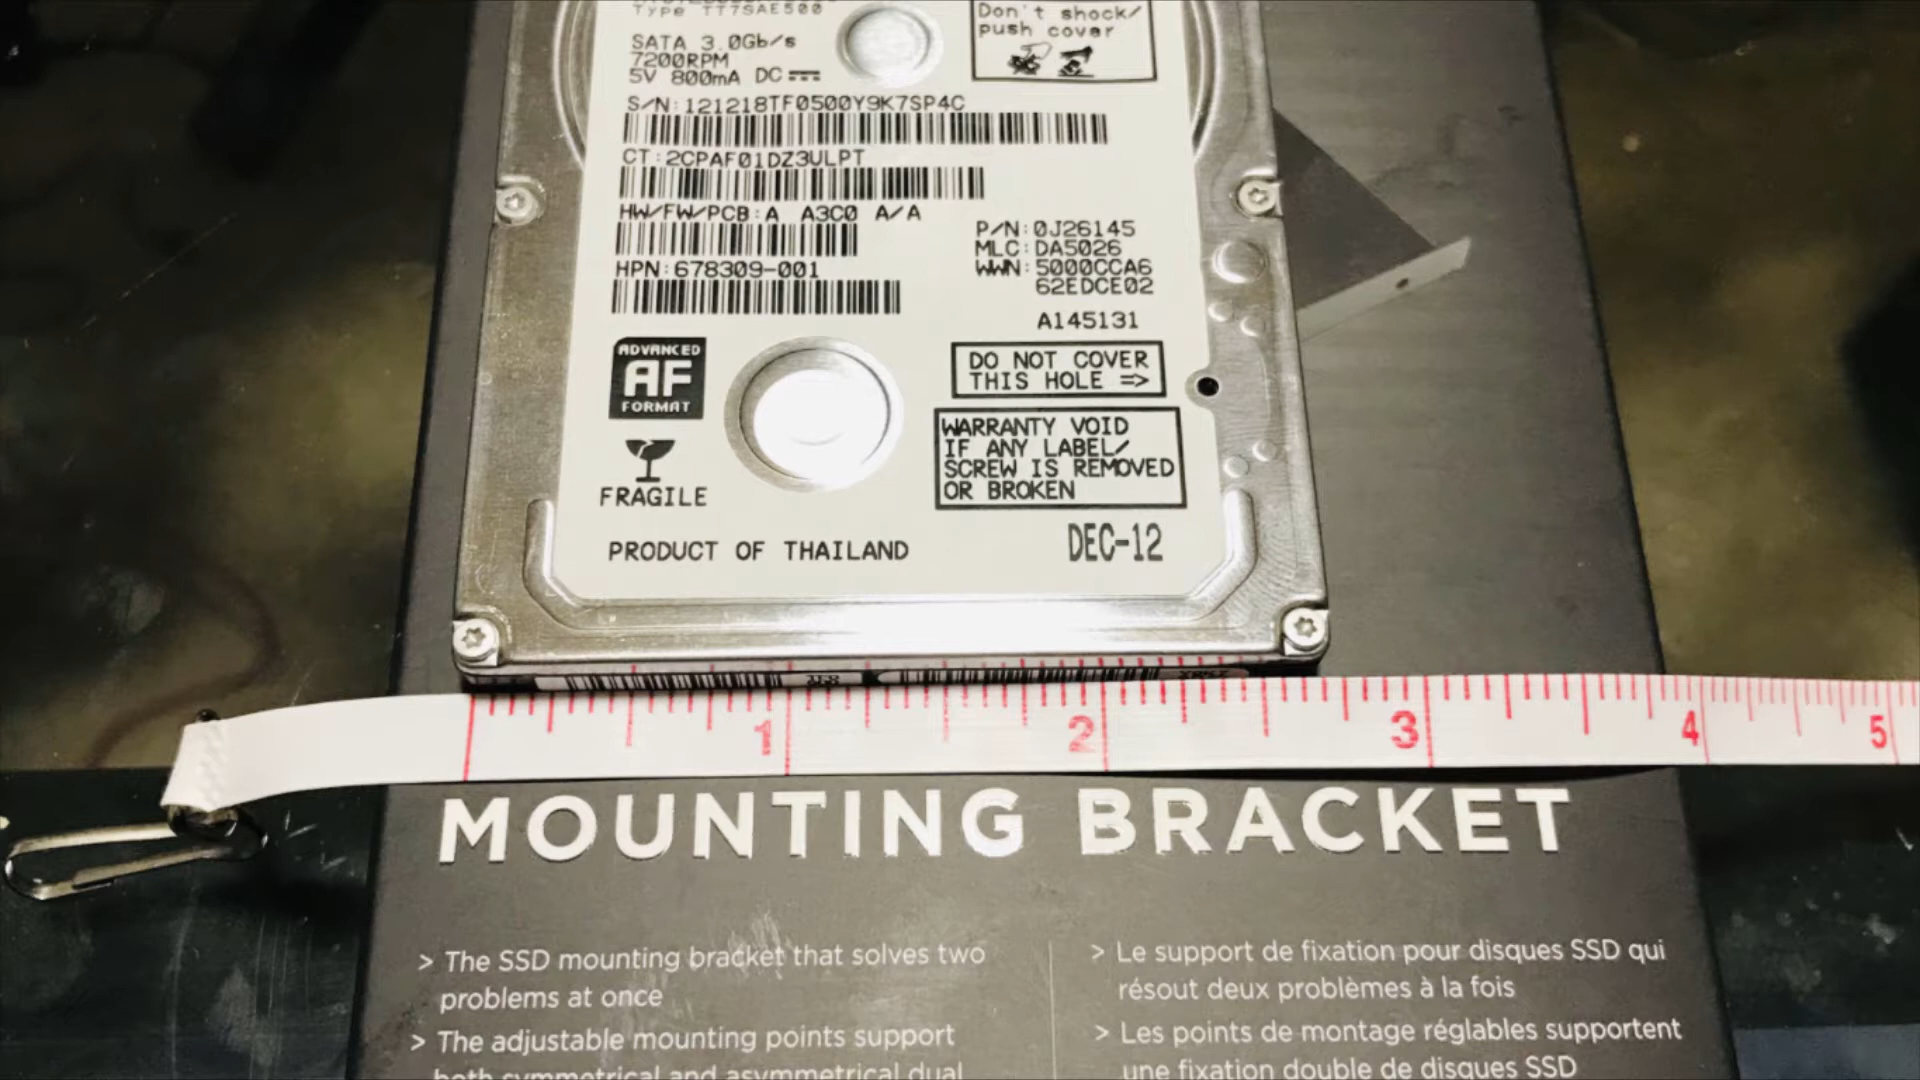 Type TT7SAE500
SATA 3.0Gb/s
7200RPM
5V 800mA DC
Don't shock/
push cover
S/N:121218TF0500Y9K7SP4C
CT:2CPAF01DZ3ULPT
HW/FW/PCB:A A3C0 A/A
HPN:678309-001
P/N:0J26145
MLC:DA5026
WWN:5000CCA6
62EDCE02
A145131
ADVANCED
AF
FORMAT
DO NOT COVER
THIS HOLE =>
WARRANTY VOID
IF ANY LABEL/
SCREW IS REMOVED
OR BROKEN
FRAGILE
PRODUCT OF THAILAND
DEC-12
1 2 3 4 5
MOUNTING BRACKET
> The SSD mounting bracket that solves two
problems at once
> The adjustable mounting points support
both symmetrical and asymmetrical dual
> Le support de fixation pour disques SSD qui
résout deux problèmes à la fois
> Les points de montage réglables supportent
une fixation double de disques SSD